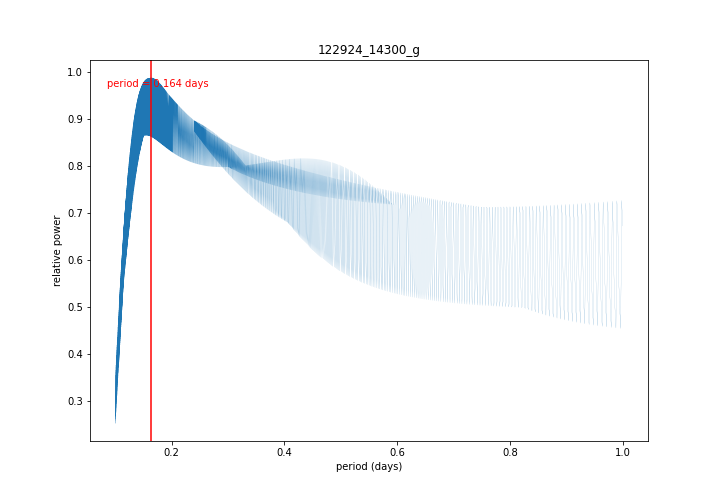 122924_14300_g
period = 0.164 days
relative power
1.0
0.9
0.8
0.7
0.6
0.5
0.4
0.3
0.2 0.4 0.6 0.8 1.0
period (days)